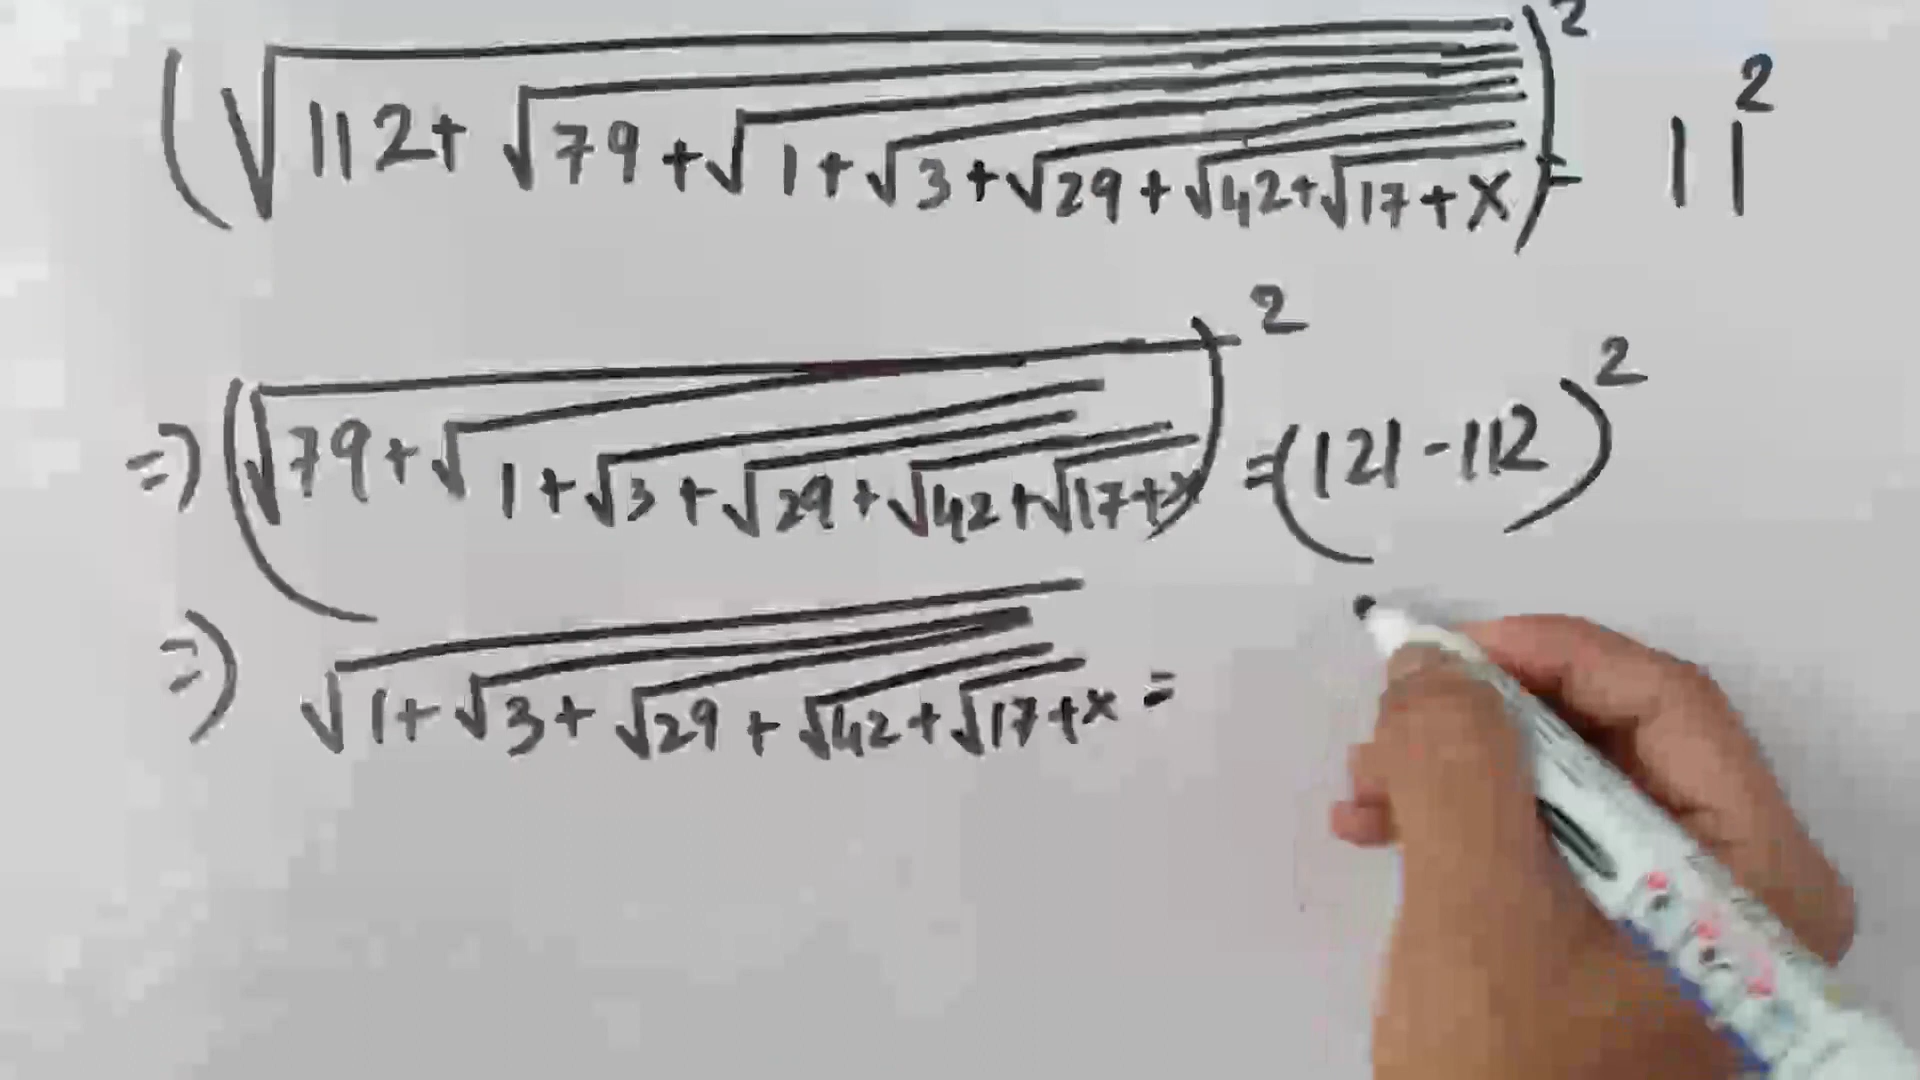 (√112+√79+√1+√3+√29+√42+√17+x)² = 11²
=> (√79+√1+√3+√29+√42+√17+x)² = (121-112)²
=> √1+√3+√29+√42+√17+x =